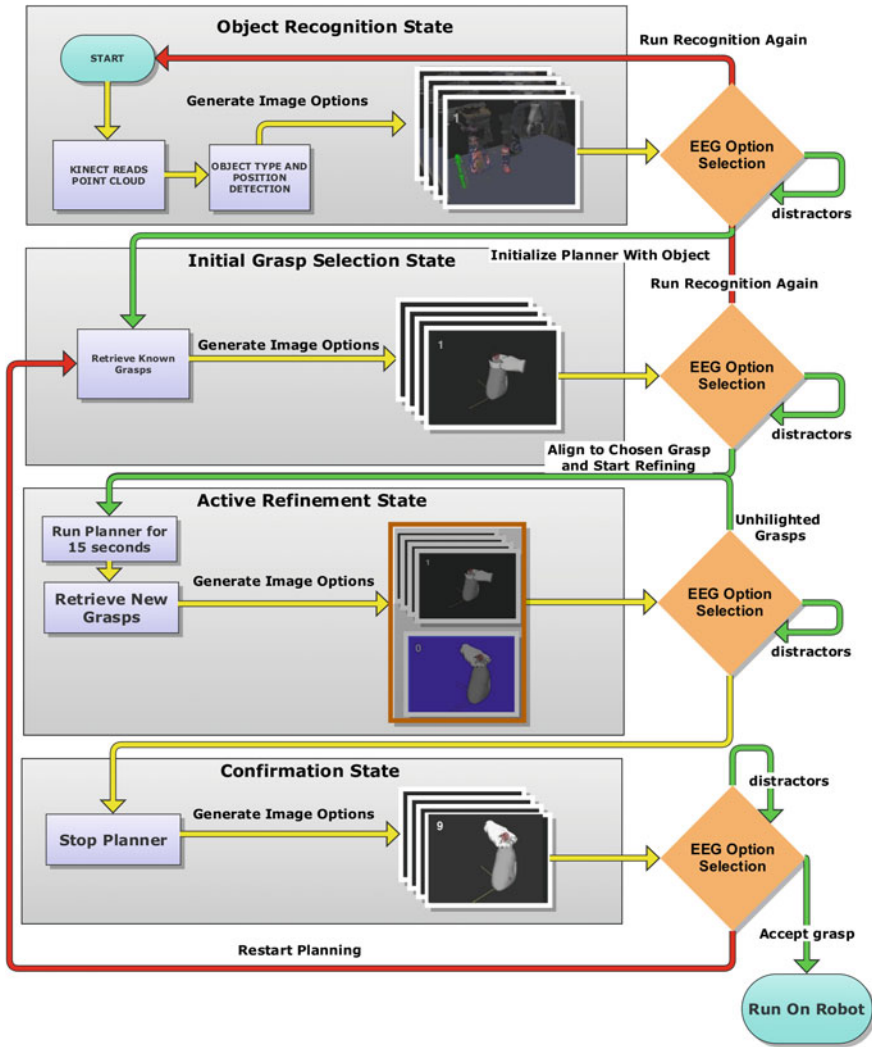 Object Recognition State
Run Recognition Again
START
Generate Image Options
1
KINECT READS
POINT CLOUD
OBJECT TYPE AND
POSITION
DETECTION
EEG Option
Selection
distractors
Initialize Planner With Object
Initial Grasp Selection State
Run Recognition Again
Retrieve Known
Grasps
Generate Image Options
1
EEG Option
Selection
distractors
Align to Chosen Grasp
and Start Refining
Active Refinement State
Unhilighted
Grasps
Run Planner for
15 seconds
Retrieve New
Grasps
Generate Image Options
1
0
EEG Option
Selection
distractors
Confirmation State
distractors
Stop Planner
Generate Image Options
9
EEG Option
Selection
Restart Planning
Accept grasp
Run On Robot